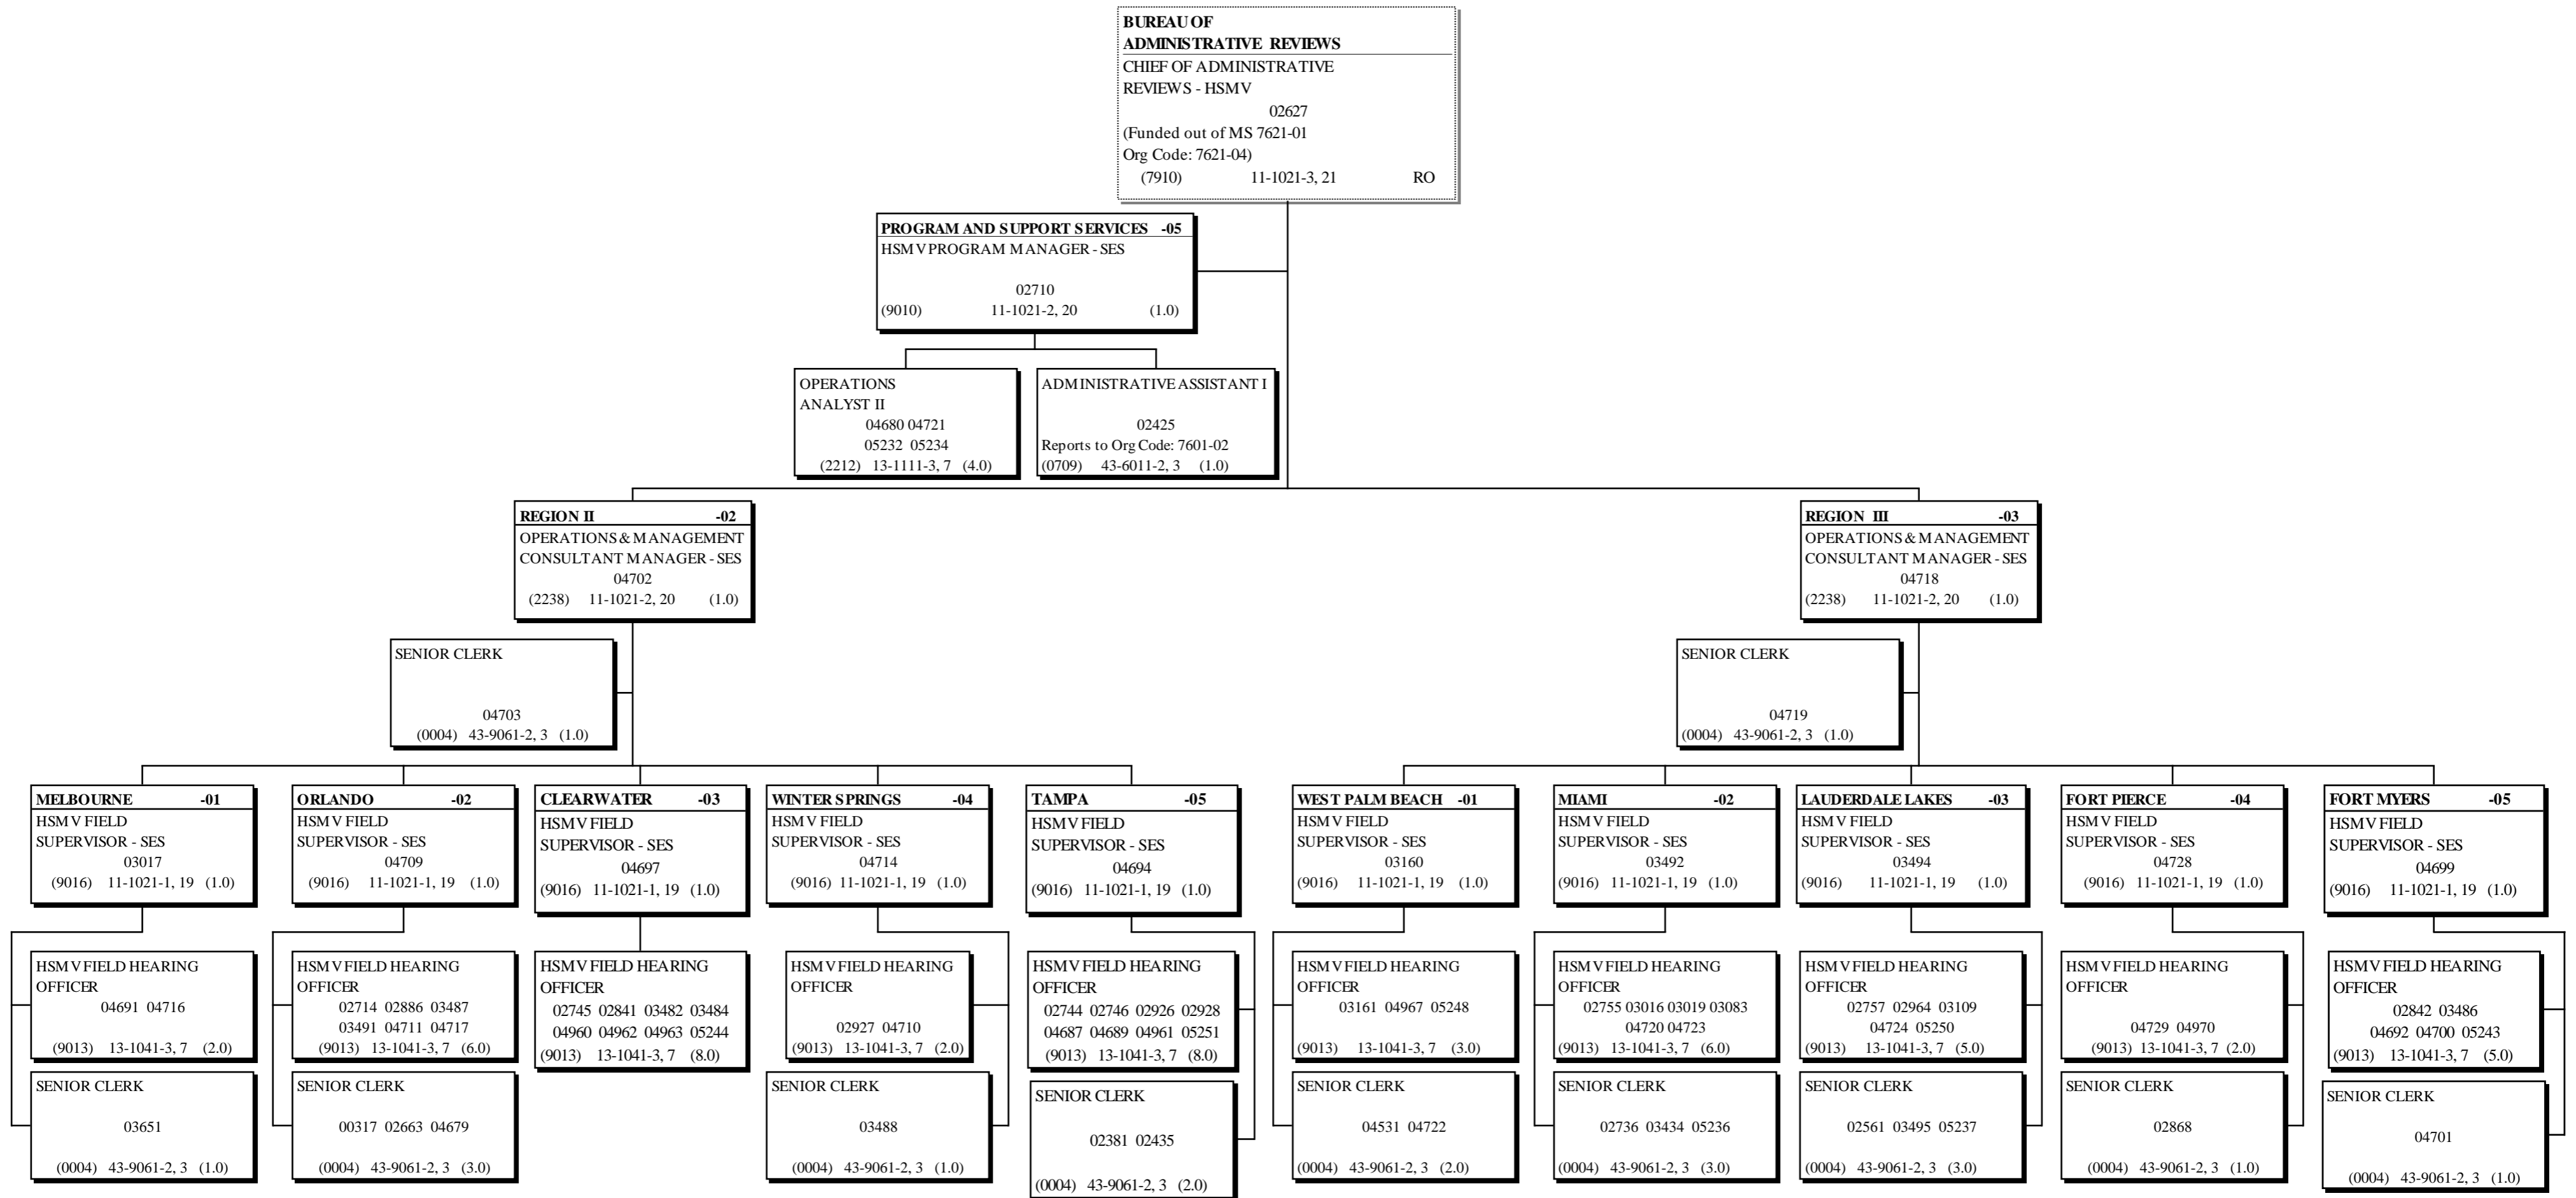 BUREAU OF
ADMINISTRATIVE REVIEWS
CHIEF OF ADMINISTRATIVE
REVIEWS - HSMV
02627
(Funded out of MS 7621-01
Org Code: 7621-04)
(7910) 11-1021-3, 21 RO
PROGRAM AND SUPPORT SERVICES -05
HSMV PROGRAM MANAGER - SES
02710
(9010) 11-1021-2, 20 (1.0)
OPERATIONS
ANALYST II
04680 04721
05232 05234
(2212) 13-1111-3, 7 (4.0)
ADMINISTRATIVE ASSISTANT I
02425
Reports to Org Code: 7601-02
(0709) 43-6011-2, 3 (1.0)
REGION II -02
OPERATIONS & MANAGEMENT
CONSULTANT MANAGER - SES
04702
(2238) 11-1021-2, 20 (1.0)
REGION III -03
OPERATIONS & MANAGEMENT
CONSULTANT MANAGER - SES
04718
(2238) 11-1021-2, 20 (1.0)
SENIOR CLERK
04703
(0004) 43-9061-2, 3 (1.0)
SENIOR CLERK
04719
(0004) 43-9061-2, 3 (1.0)
MELBOURNE -01
HSMV FIELD
SUPERVISOR - SES
03017
(9016) 11-1021-1, 19 (1.0)
ORLANDO -02
HSMV FIELD
SUPERVISOR - SES
04709
(9016) 11-1021-1, 19 (1.0)
CLEARWATER -03
HSMV FIELD
SUPERVISOR - SES
04697
(9016) 11-1021-1, 19 (1.0)
WINTER SPRINGS -04
HSMV FIELD
SUPERVISOR - SES
04714
(9016) 11-1021-1, 19 (1.0)
TAMPA -05
HSMV FIELD
SUPERVISOR - SES
04694
(9016) 11-1021-1, 19 (1.0)
WEST PALM BEACH -01
HSMV FIELD
SUPERVISOR - SES
03160
(9016) 11-1021-1, 19 (1.0)
MIAMI -02
HSMV FIELD
SUPERVISOR - SES
03492
(9016) 11-1021-1, 19 (1.0)
LAUDERDALE LAKES -03
HSMV FIELD
SUPERVISOR - SES
03494
(9016) 11-1021-1, 19 (1.0)
FORT PIERCE -04
HSMV FIELD
SUPERVISOR - SES
04728
(9016) 11-1021-1, 19 (1.0)
FORT MYERS -05
HSMV FIELD
SUPERVISOR - SES
04699
(9016) 11-1021-1, 19 (1.0)
HSMV FIELD HEARING
OFFICER
04691 04716
(9013) 13-1041-3, 7 (2.0)
HSMV FIELD HEARING
OFFICER
02714 02886 03487
03491 04711 04717
(9013) 13-1041-3, 7 (6.0)
HSMV FIELD HEARING
OFFICER
02745 02841 03482 03484
04960 04962 04963 05244
(9013) 13-1041-3, 7 (8.0)
HSMV FIELD HEARING
OFFICER
02927 04710
(9013) 13-1041-3, 7 (2.0)
HSMV FIELD HEARING
OFFICER
02744 02746 02926 02928
04687 04689 04961 05251
(9013) 13-1041-3, 7 (8.0)
HSMV FIELD HEARING
OFFICER
03161 04967 05248
(9013) 13-1041-3, 7 (3.0)
HSMV FIELD HEARING
OFFICER
02755 03016 03019 03083
04720 04723
(9013) 13-1041-3, 7 (6.0)
HSMV FIELD HEARING
OFFICER
02757 02964 03109
04724 05250
(9013) 13-1041-3, 7 (5.0)
HSMV FIELD HEARING
OFFICER
04729 04970
(9013) 13-1041-3, 7 (2.0)
HSMV FIELD HEARING
OFFICER
02842 03486
04692 04700 05243
(9013) 13-1041-3, 7 (5.0)
SENIOR CLERK
03651
(0004) 43-9061-2, 3 (1.0)
SENIOR CLERK
00317 02663 04679
(0004) 43-9061-2, 3 (3.0)
SENIOR CLERK
03488
(0004) 43-9061-2, 3 (1.0)
SENIOR CLERK
02381 02435
(0004) 43-9061-2, 3 (2.0)
SENIOR CLERK
04531 04722
(0004) 43-9061-2, 3 (2.0)
SENIOR CLERK
02736 03434 05236
(0004) 43-9061-2, 3 (3.0)
SENIOR CLERK
02561 03495 05237
(0004) 43-9061-2, 3 (3.0)
SENIOR CLERK
02868
(0004) 43-9061-2, 3 (1.0)
SENIOR CLERK
04701
(0004) 43-9061-2, 3 (1.0)